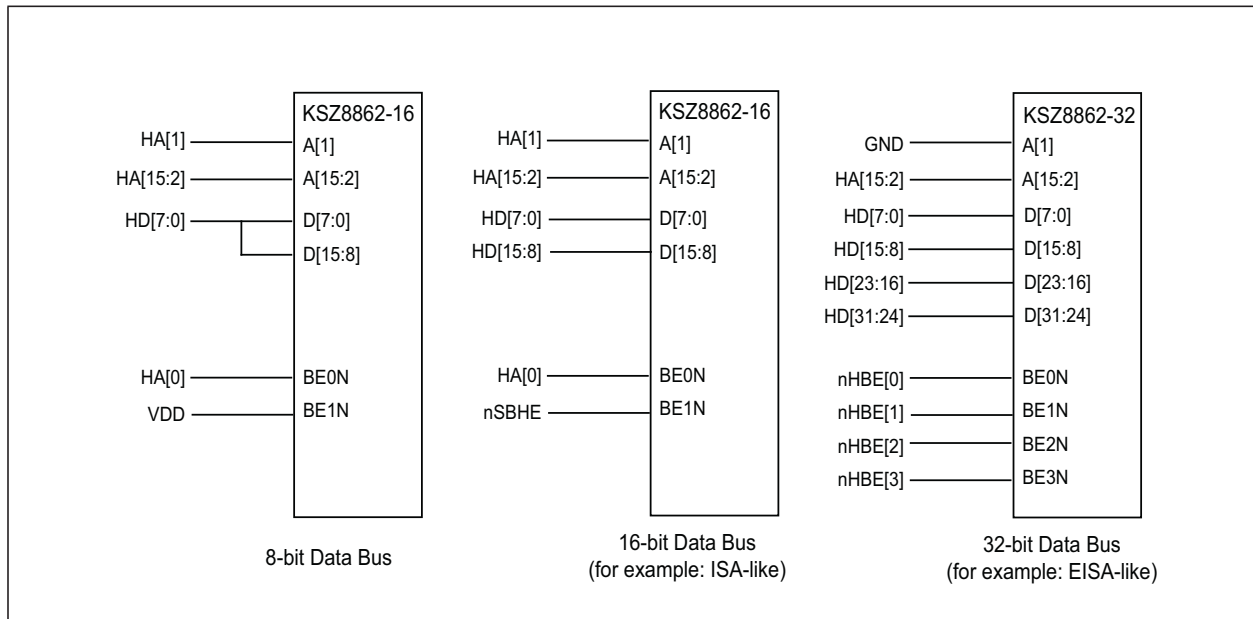 KSZ8862-16
HA[1] A[1]
HA[15:2] A[15:2]
HD[7:0] D[7:0]
D[15:8]
HA[0] BE0N
VDD BE1N
8-bit Data Bus
KSZ8862-16
HA[1] A[1]
HA[15:2] A[15:2]
HD[7:0] D[7:0]
HD[15:8] D[15:8]
HA[0] BE0N
nSBHE BE1N
16-bit Data Bus
(for example: ISA-like)
KSZ8862-32
GND A[1]
HA[15:2] A[15:2]
HD[7:0] D[7:0]
HD[15:8] D[15:8]
HD[23:16] D[23:16]
HD[31:24] D[31:24]
nHBE[0] BE0N
nHBE[1] BE1N
nHBE[2] BE2N
nHBE[3] BE3N
32-bit Data Bus
(for example: EISA-like)